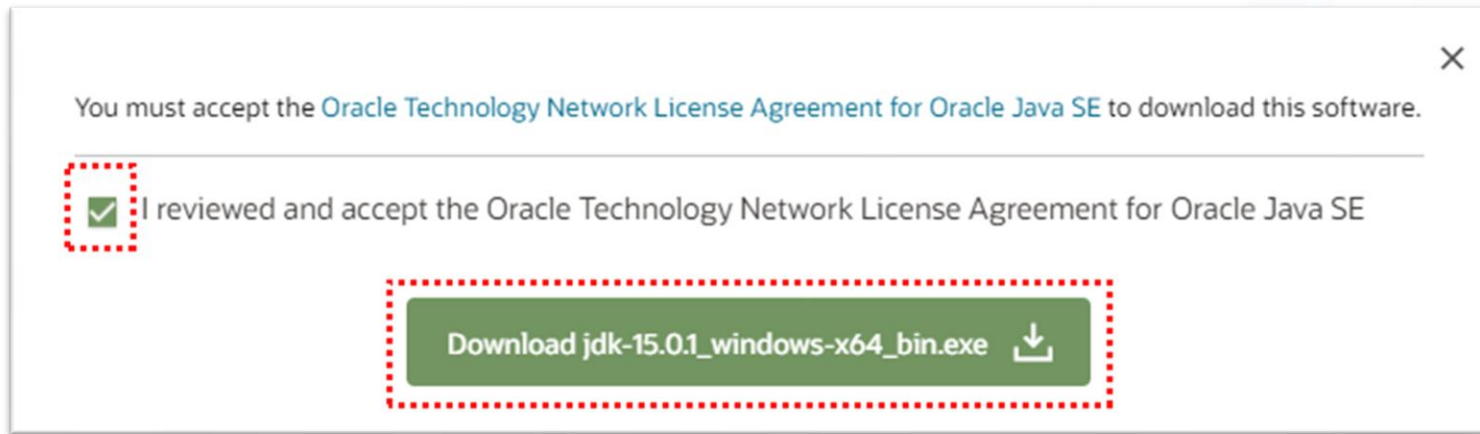 You must accept the Oracle Technology Network License Agreement for Oracle Java SE to download this software.
I reviewed and accept the Oracle Technology Network License Agreement for Oracle Java SE
Download jdk-15.0.1_windows-x64_bin.exe